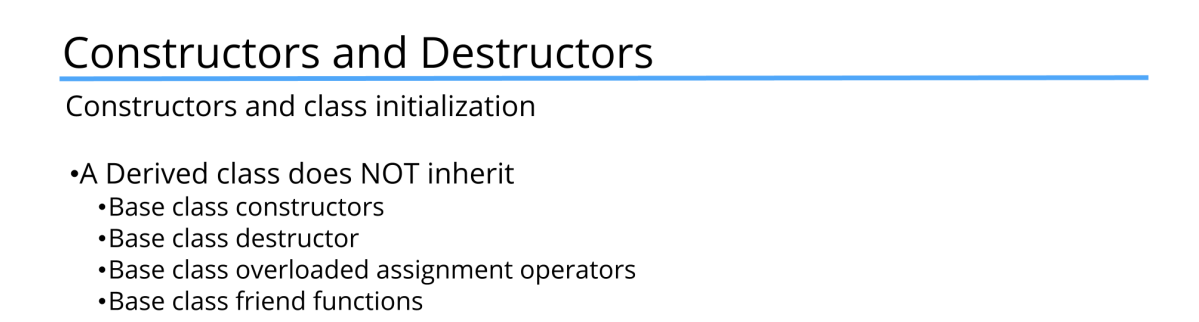 Constructors and Destructors
Constructors and class initialization
•A Derived class does NOT inherit
•Base class constructors
•Base class destructor
•Base class overloaded assignment operators
•Base class friend functions